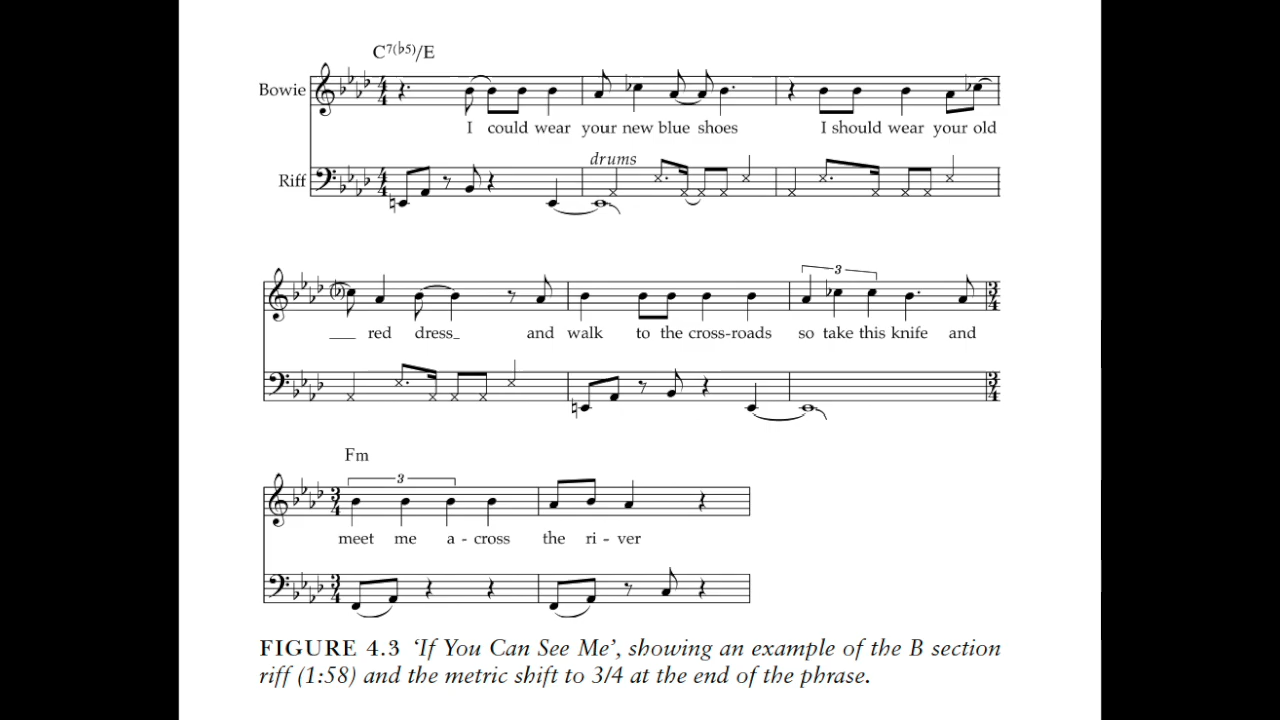 C7(♭5)/E
Bowie
I could wear your new blue shoes I should wear your old
drums
Riff
3
red dress_ and walk to the cross-roads so take this knife and
Fm
3
meet me a - cross the ri - ver
FIGURE 4.3 ‘If You Can See Me’, showing an example of the B section
riff (1:58) and the metric shift to 3/4 at the end of the phrase.